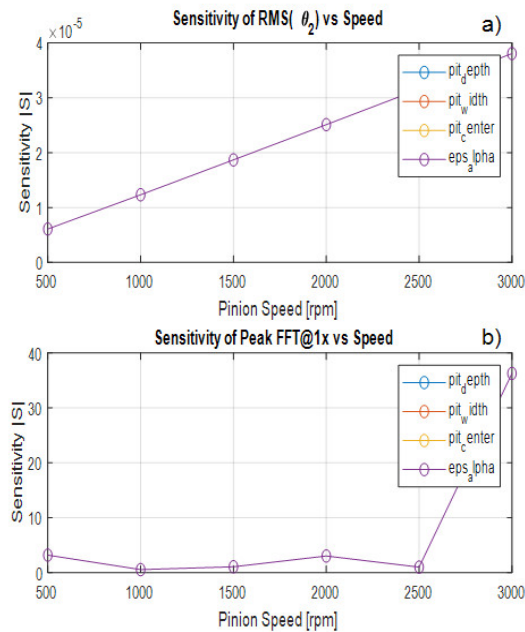 Sensitivity of RMS( θ2) vs Speed
a)
×10-5
4
3
2
1
0
Sensitivity |S|
pit_depth
pit_width
pit_center
eps_alpha
500 1000 1500 2000 2500 3000
Pinion Speed [rpm]
Sensitivity of Peak FFT@1x vs Speed
b)
40
30
20
10
0
Sensitivity |S|
pit_depth
pit_width
pit_center
eps_alpha
500 1000 1500 2000 2500 3000
Pinion Speed [rpm]